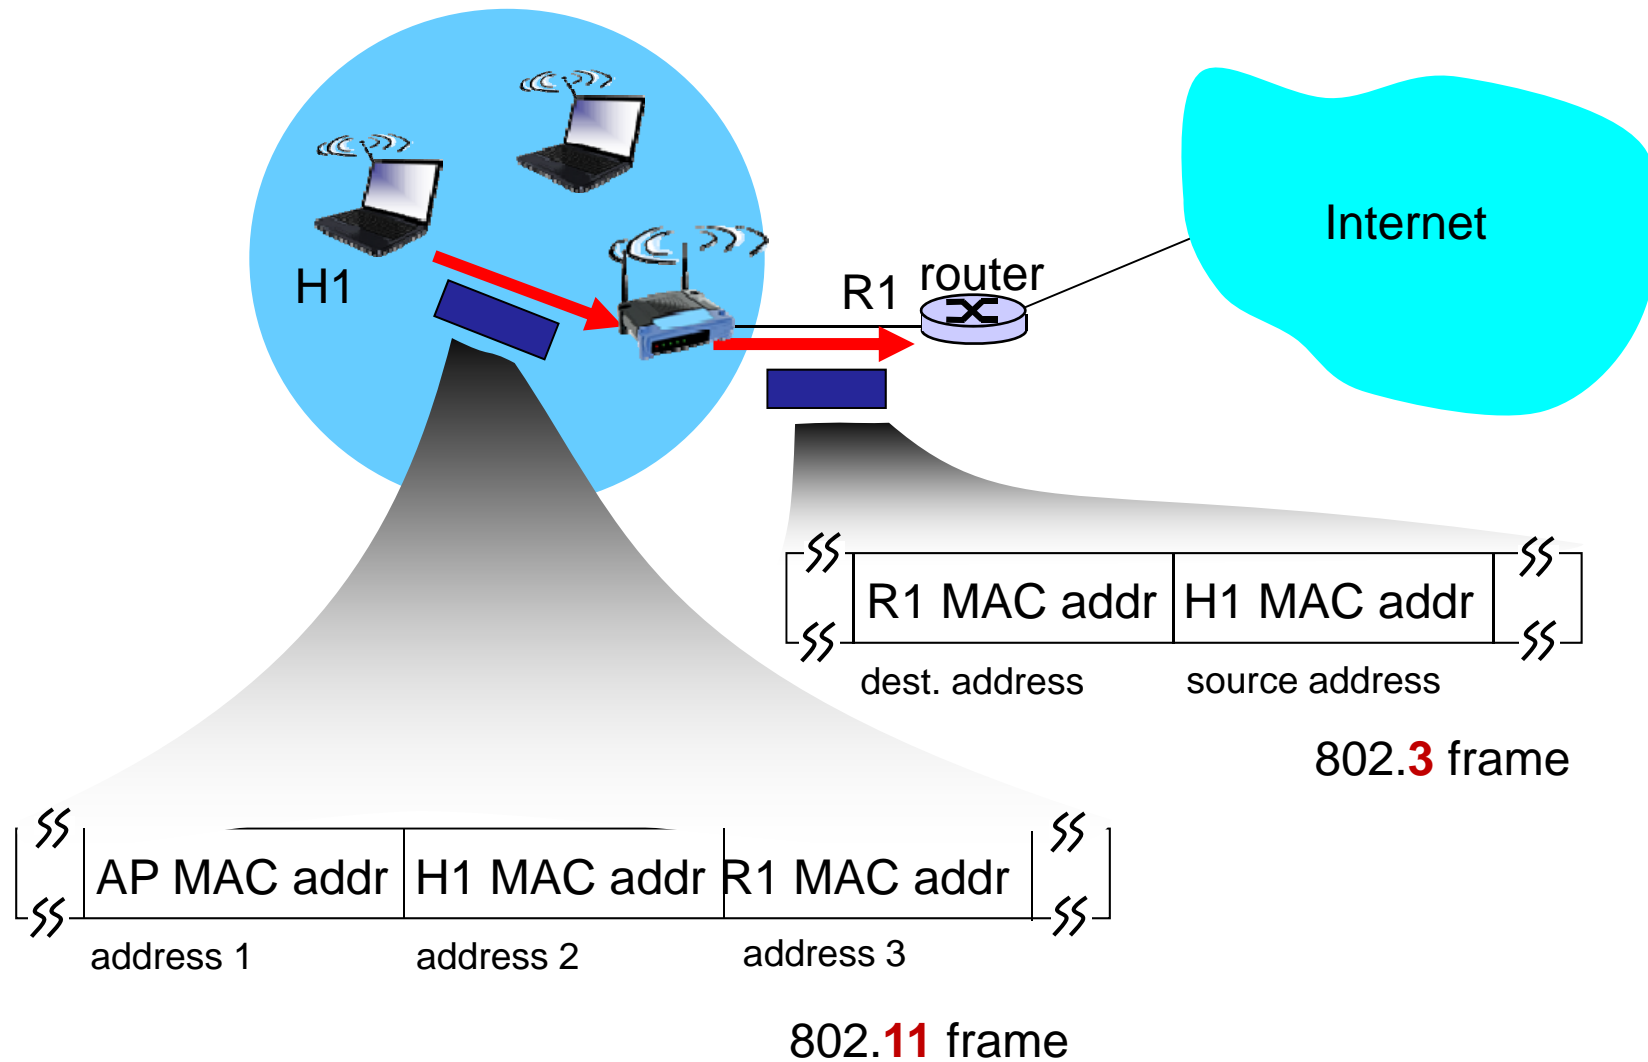 Internet
router
R1
H1
R1 MAC addr
H1 MAC addr
dest. address
source address
802.3 frame
AP MAC addr
H1 MAC addr
R1 MAC addr
address 1
address 2
address 3
802.11 frame